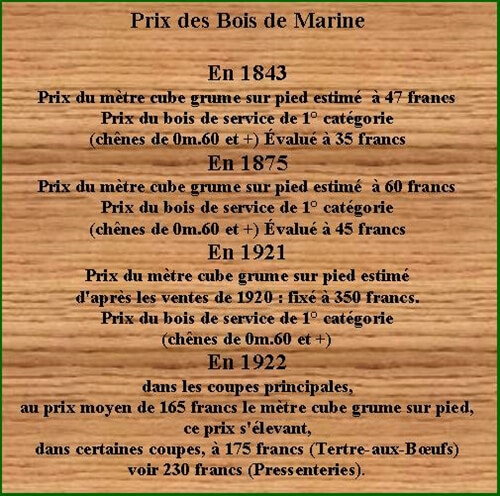 Prix des Bois de Marine
En 1843
Prix du mètre cube grume sur pied estimé à 47 francs
Prix du bois de service de 1° catégorie
(chênes de 0m.60 et +) Évalué à 35 francs
En 1875
Prix du mètre cube grume sur pied estimé à 60 francs
Prix du bois de service de 1° catégorie
(chênes de 0m.60 et +) Évalué à 45 francs
En 1921
Prix du mètre cube grume sur pied estimé
d'après les ventes de 1920 : fixé à 350 francs.
Prix du bois de service de 1° catégorie
(chênes de 0m.60 et +)
En 1922
dans les coupes principales,
au prix moyen de 165 francs le mètre cube grume sur pied,
ce prix s'élevant,
dans certaines coupes, à 175 francs (Tertre-aux-Bœufs)
voir 230 francs (Pressenteries).